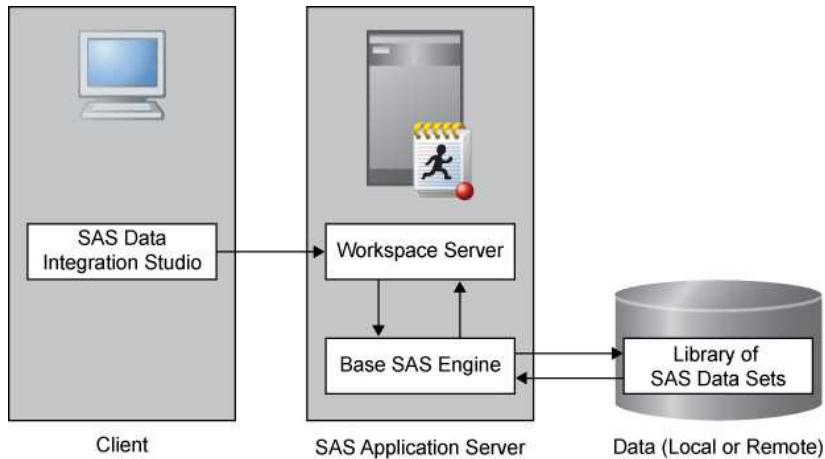 SAS Data
Integration Studio
Workspace Server
Base SAS Engine
Library of
SAS Data Sets
Client
SAS Application Server
Data (Local or Remote)